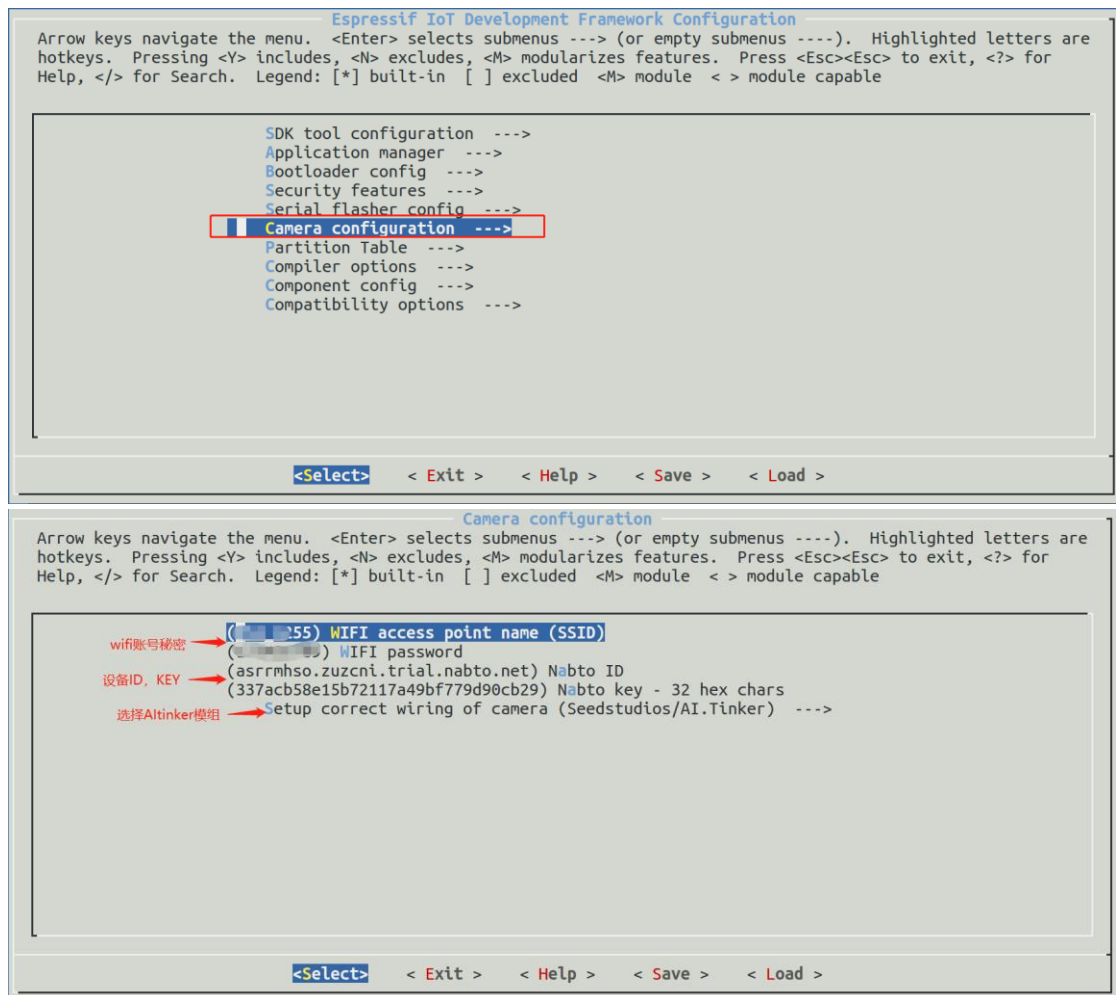 Espressif IoT Development Framework Configuration
Arrow keys navigate the menu. <Enter> selects submenus ---> (or empty submenus ----). Highlighted letters are
hotkeys. Pressing <Y> includes, <N> excludes, <M> modularizes features. Press <Esc><Esc> to exit, <?> for
Help, </> for Search. Legend: [*] built-in [ ] excluded <M> module < > module capable
SDK tool configuration --->
Application manager --->
Bootloader config --->
Security features --->
Serial flasher config --->
Camera configuration --->
Partition Table --->
Compiler options --->
Component config --->
Compatibility options --->
<Select> < Exit > < Help > < Save > < Load >
Camera configuration
Arrow keys navigate the menu. <Enter> selects submenus ---> (or empty submenus ----). Highlighted letters are
hotkeys. Pressing <Y> includes, <N> excludes, <M> modularizes features. Press <Esc><Esc> to exit, <?> for
Help, </> for Search. Legend: [*] built-in [ ] excluded <M> module < > module capable
wifi账号秘密
( 255) WIFI access point name (SSID)
( ) WIFI password
设备ID, KEY
(asrrmhso.zuzcni.trial.nabto.net) Nabto ID
(337acb58e15b72117a49bf779d90cb29) Nabto key - 32 hex chars
选择AItinker模组
Setup correct wiring of camera (Seedstudios/AI.Tinker) --->
<Select> < Exit > < Help > < Save > < Load >